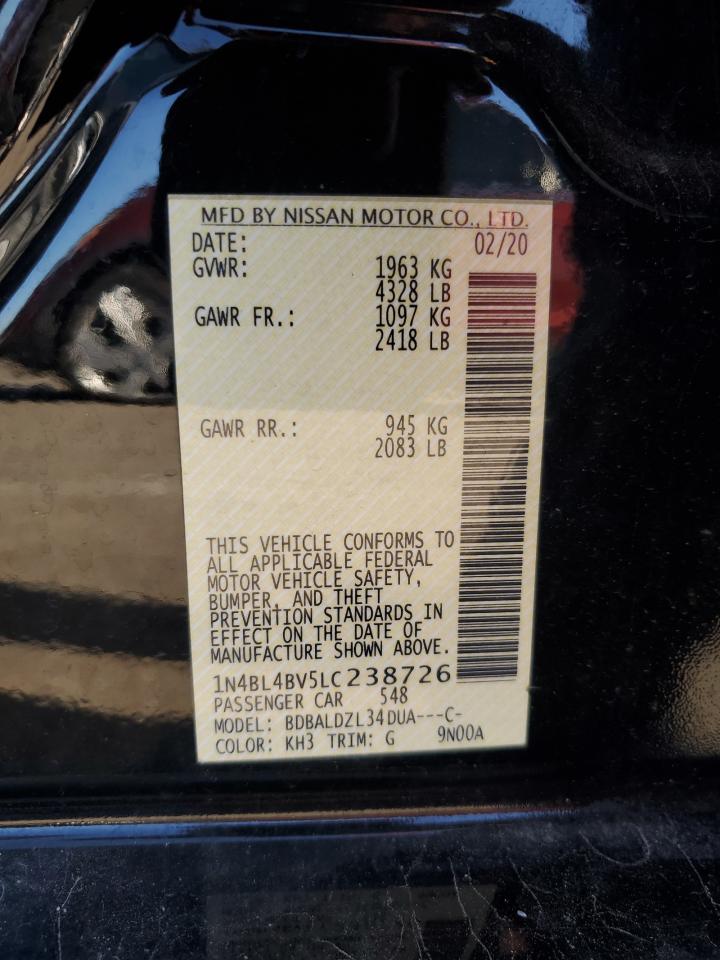 MFD BY NISSAN MOTOR CO., LTD.
DATE: 02/20
GVWR: 1963 KG
4328 LB
GAWR FR.: 1097 KG
2418 LB
GAWR RR.: 945 KG
2083 LB
THIS VEHICLE CONFORMS TO
ALL APPLICABLE FEDERAL
MOTOR VEHICLE SAFETY,
BUMPER, AND THEFT
PREVENTION STANDARDS IN
EFFECT ON THE DATE OF
MANUFACTURE SHOWN ABOVE.
1N4BL4BV5LC238726
PASSENGER CAR 548
MODEL: BDBALDZL34DUA---C-
COLOR: KH3 TRIM: G 9N00A